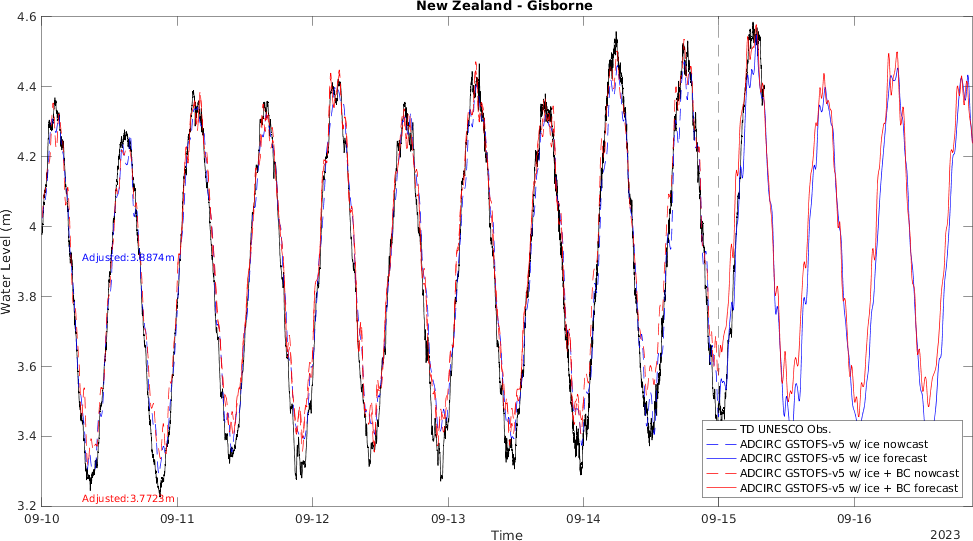 New Zealand - Gisborne
4.6
4.4
4.2
4
3.8
3.6
3.4
3.2
Water Level (m)
Adjusted:3.8874m
Adjusted:3.7723m
TD UNESCO Obs.
ADCIRC GSTOFS-v5 w/ ice nowcast
ADCIRC GSTOFS-v5 w/ ice forecast
ADCIRC GSTOFS-v5 w/ ice + BC nowcast
ADCIRC GSTOFS-v5 w/ ice + BC forecast
09-10
09-11
09-12
09-13
09-14
09-15
09-16
Time
2023